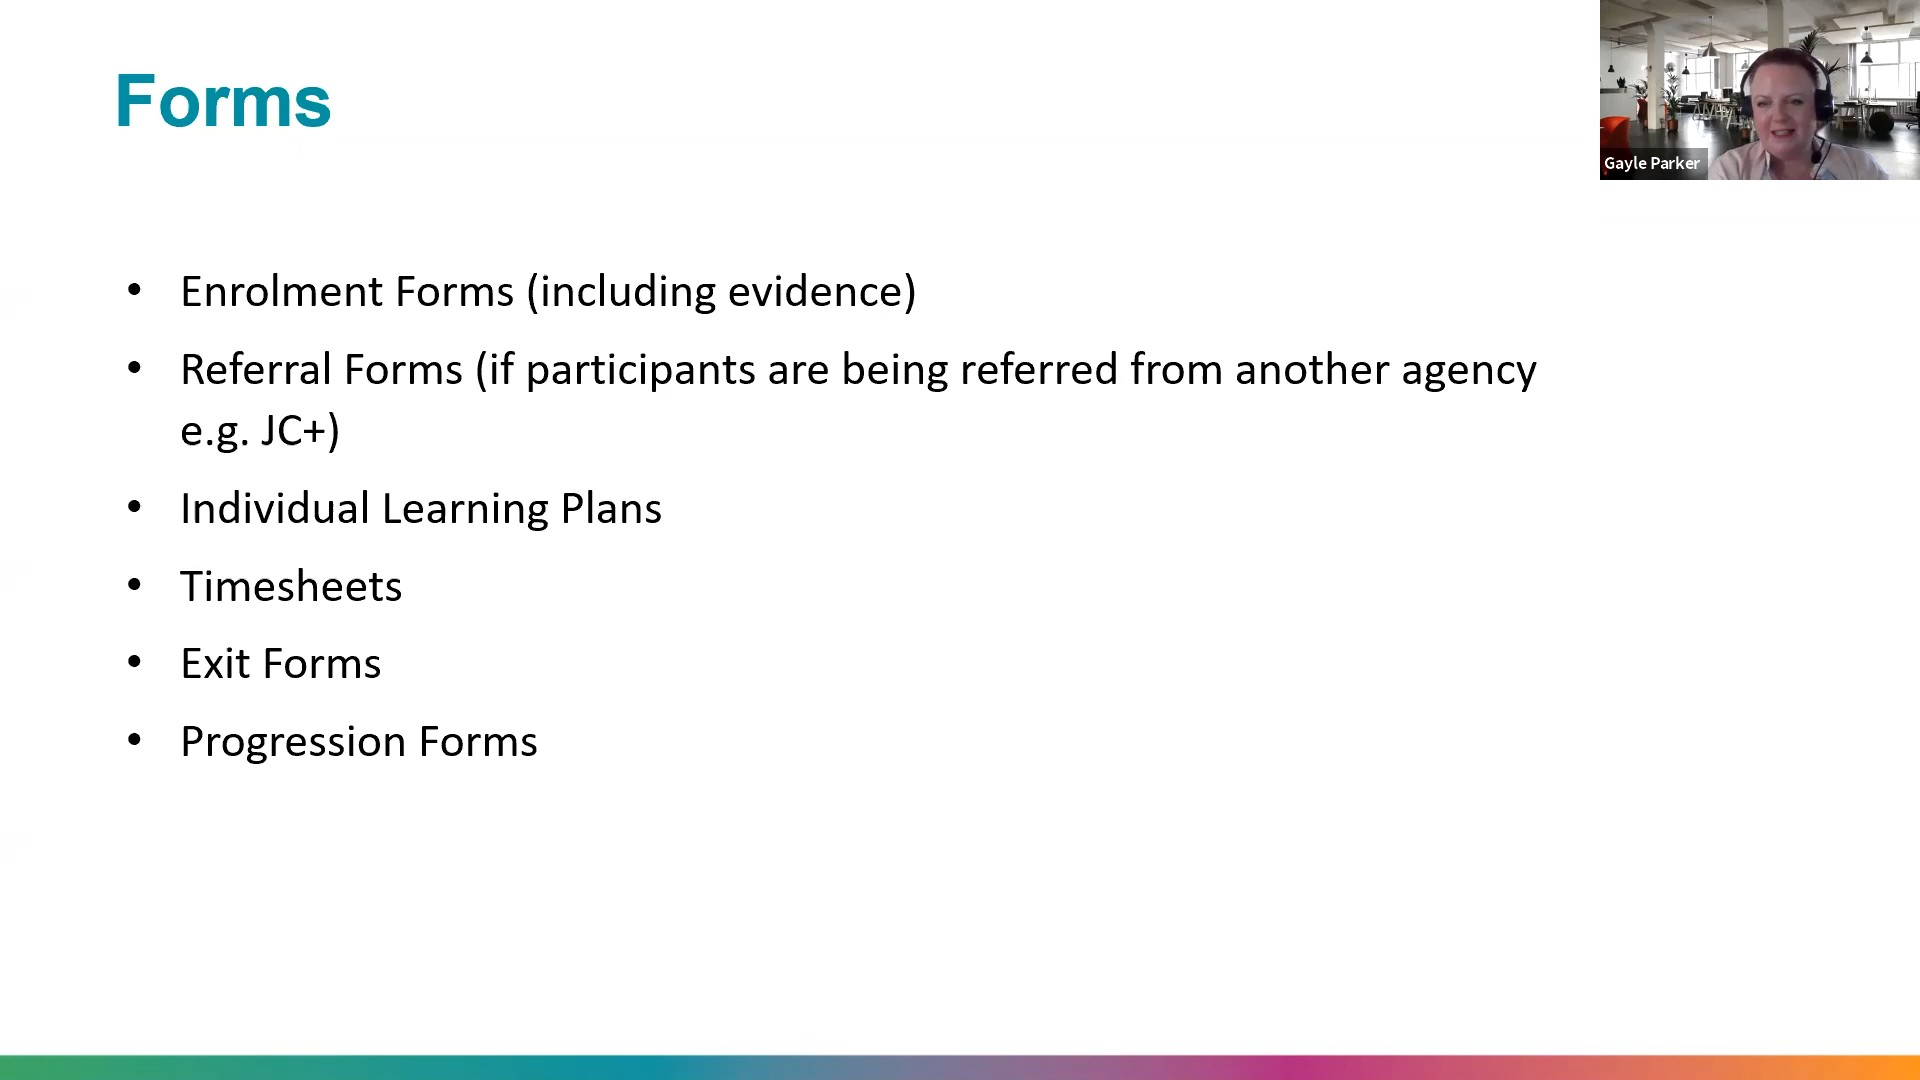 Forms
Gayle Parker
• Enrolment Forms (including evidence)
• Referral Forms (if participants are being referred from another agency
e.g. JC+)
• Individual Learning Plans
• Timesheets
• Exit Forms
• Progression Forms